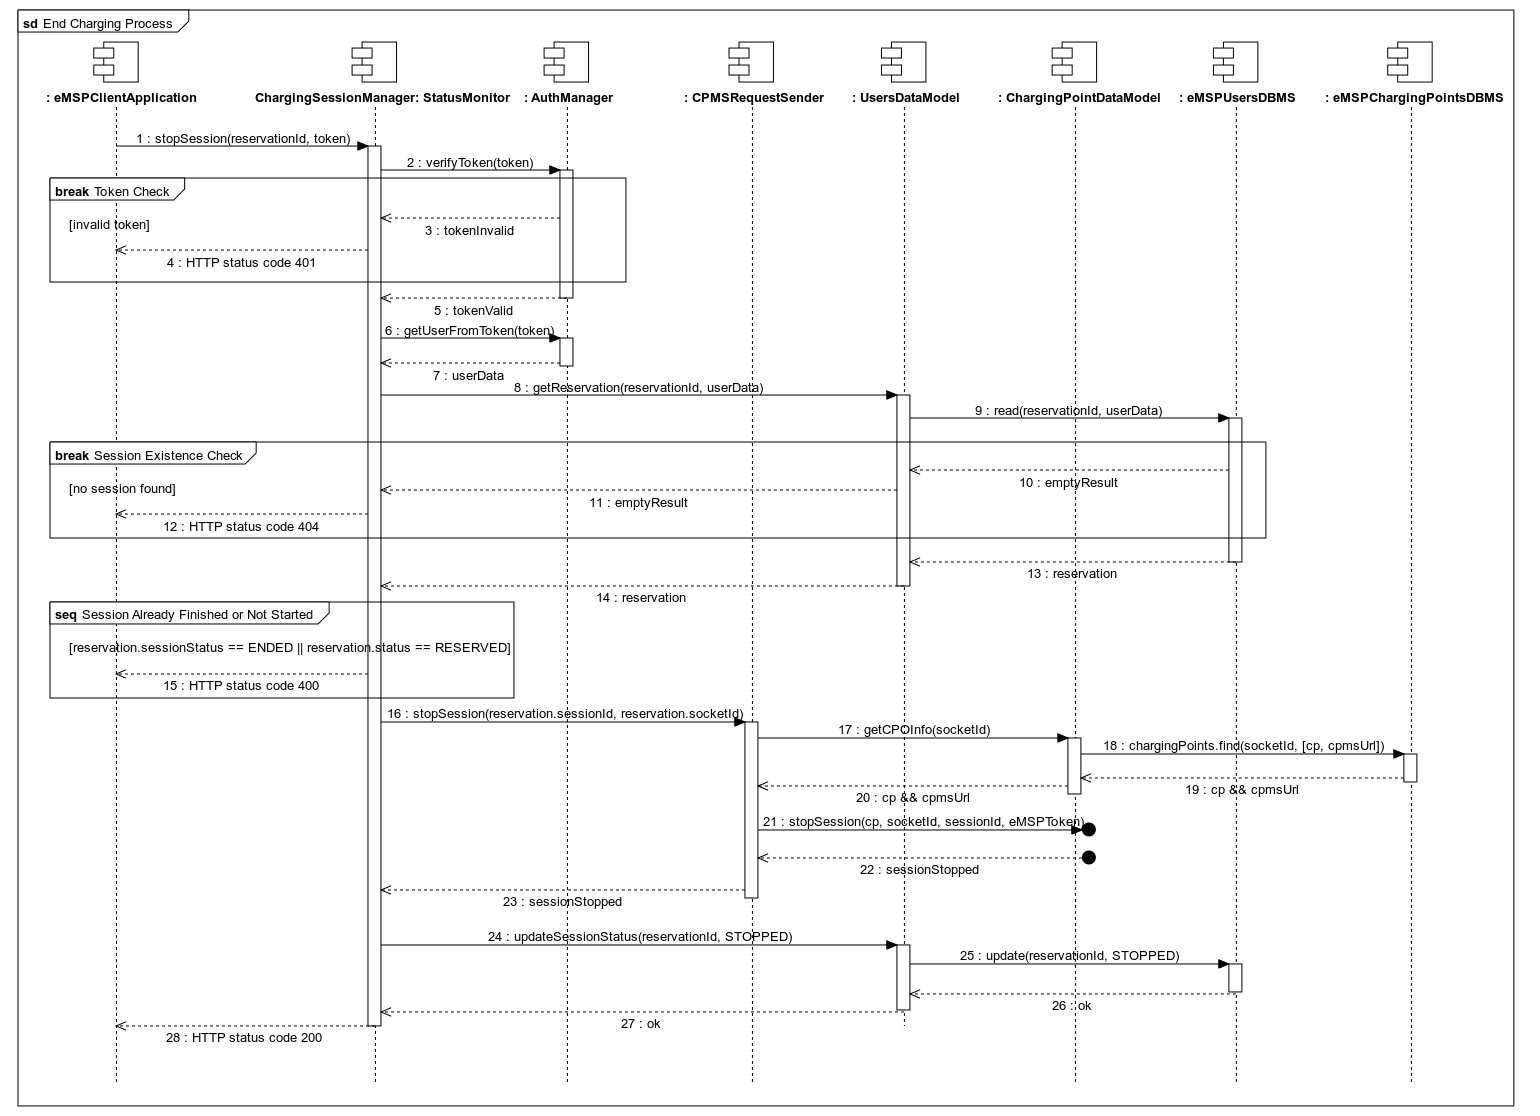 sd End Charging Process
: eMSPClientApplication
ChargingSessionManager: StatusMonitor
: AuthManager
: CPMSRequestSender
: UsersDataModel
: ChargingPointDataModel
: eMSPUsersDBMS
: eMSPChargingPointsDBMS
1 : stopSession(reservationId, token)
2 : verifyToken(token)
break Token Check
[invalid token]
3 : tokenInvalid
4 : HTTP status code 401
5 : tokenValid
6 : getUserFromToken(token)
7 : userData
8 : getReservation(reservationId, userData)
9 : read(reservationId, userData)
break Session Existence Check
[no session found]
10 : emptyResult
11 : emptyResult
12 : HTTP status code 404
13 : reservation
14 : reservation
seq Session Already Finished or Not Started
[reservation.sessionStatus == ENDED || reservation.status == RESERVED]
15 : HTTP status code 400
16 : stopSession(reservation.sessionId, reservation.socketId)
17 : getCPOInfo(socketId)
18 : chargingPoints.find(socketId, [cp, cpmsUrl])
19 : cp && cpmsUrl
20 : cp && cpmsUrl
21 : stopSession(cp, socketId, sessionId, eMSPToken)
22 : sessionStopped
23 : sessionStopped
24 : updateSessionStatus(reservationId, STOPPED)
25 : update(reservationId, STOPPED)
26 : ok
27 : ok
28 : HTTP status code 200